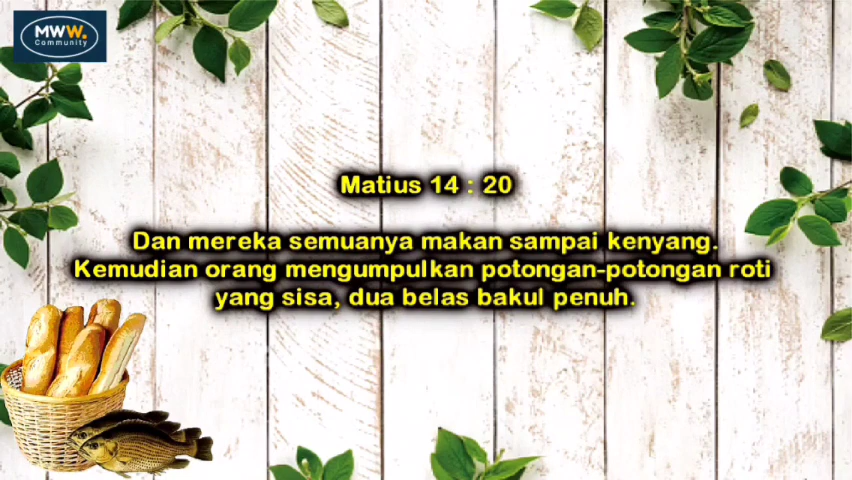 MWW.
Community
Matius 14 : 20
Dan mereka semuanya makan sampai kenyang.
Kemudian orang mengumpulkan potongan-potongan roti
yang sisa, dua belas bakul penuh.